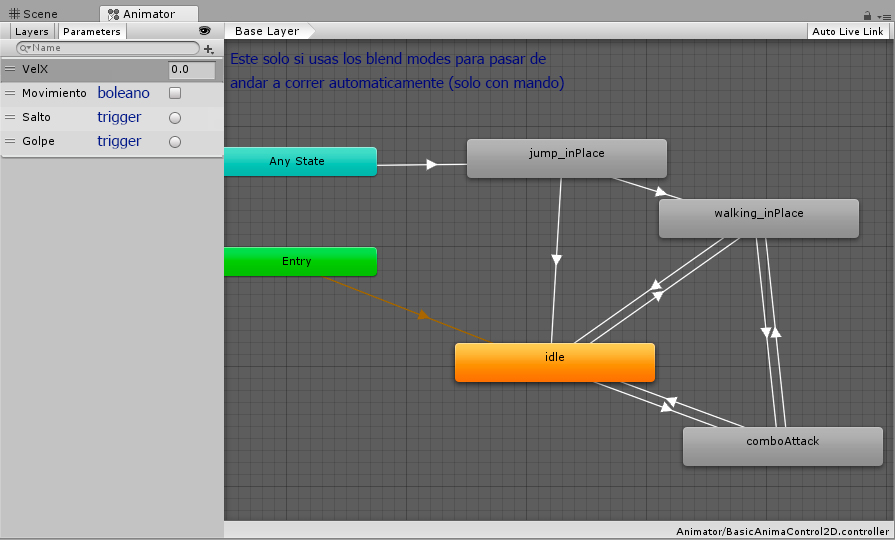 Scene Animator
Layers Parameters Base Layer Auto Live Link
Name
VelX 0.0
Este solo si usas los blend modes para pasar de
andar a correr automaticamente (solo con mando)
Movimiento boleano
Salto trigger
Golpe trigger
Any State
jump_inPlace
walking_inPlace
Entry
idle
comboAttack
Animator/BasicAnimaControl2D.controller